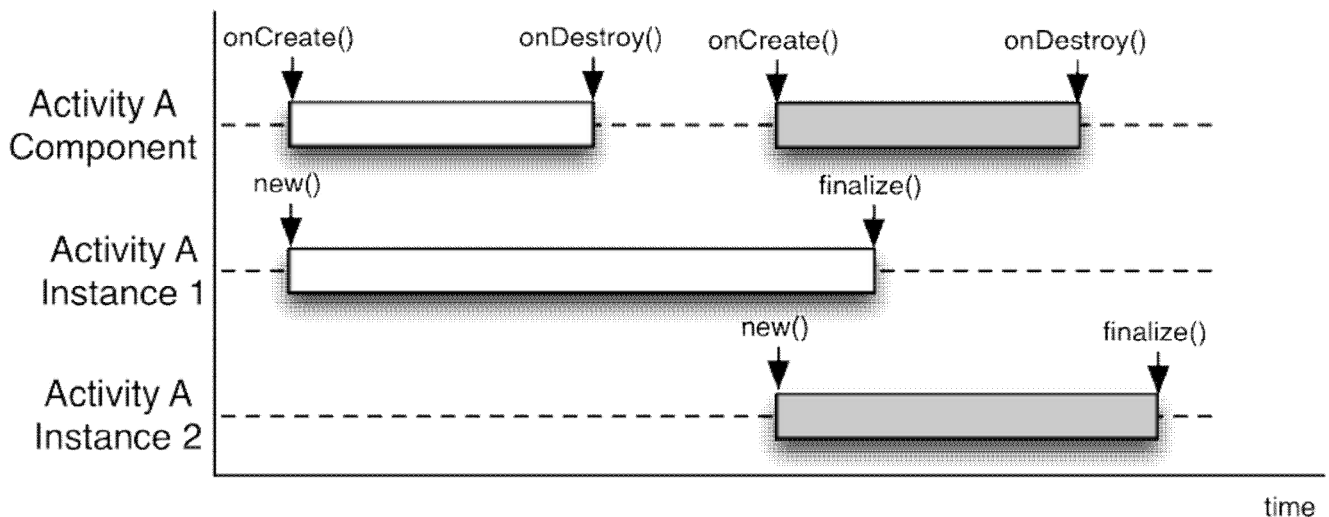 onCreate() onDestroy() onCreate() onDestroy()
Activity A
Component
new() finalize()
Activity A
Instance 1
new() finalize()
Activity A
Instance 2
time